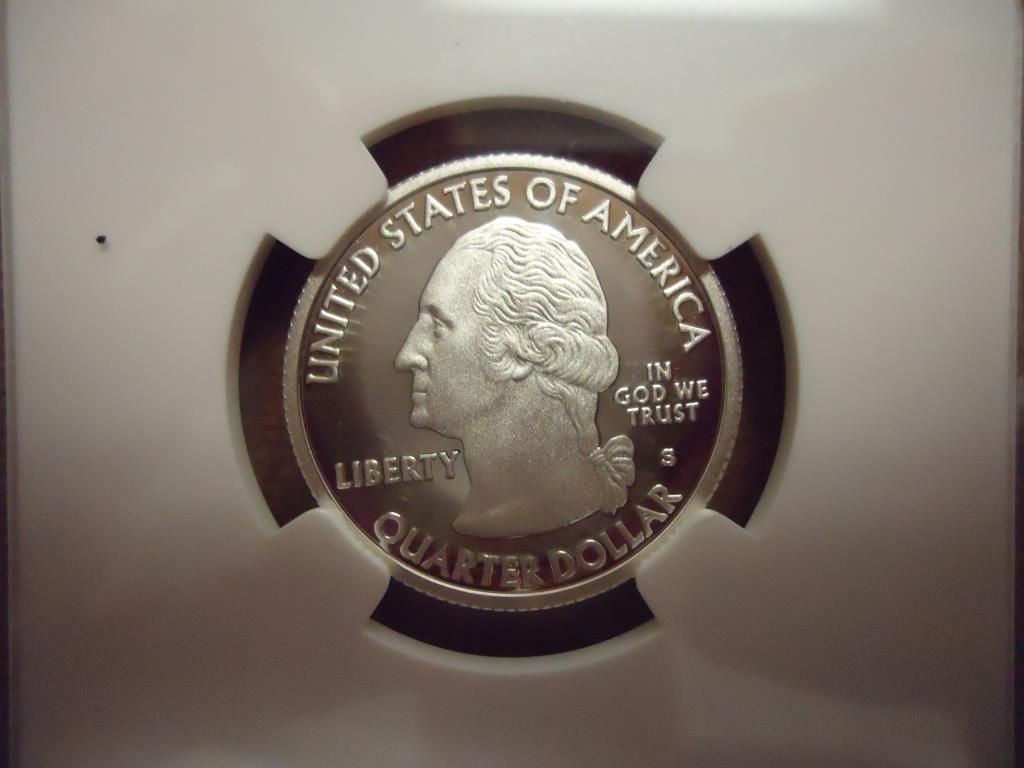 UNITED STATES OF AMERICA
LIBERTY
IN
GOD WE
TRUST
S
QUARTER DOLLAR